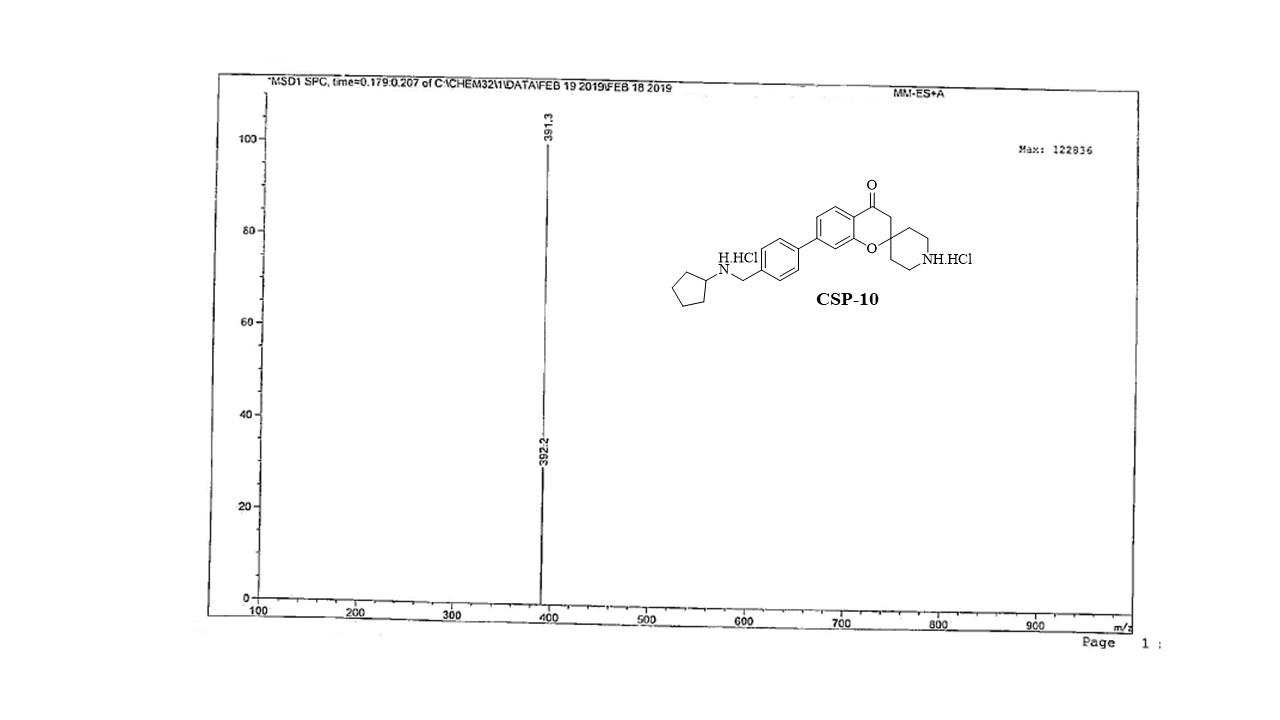 *MSD1 SPC, time=0.179:0.207 of C:\CHEM32\1\DATA\FEB 19 2019\FEB 18 2019
MM-ES+A
391.3
100
Max: 122836
O
80
H.HCl
N
O
NH.HCl
CSP-10
60
40
392.2
20
0
100
200
300
400
500
600
700
800
900
m/z
Page 1 :